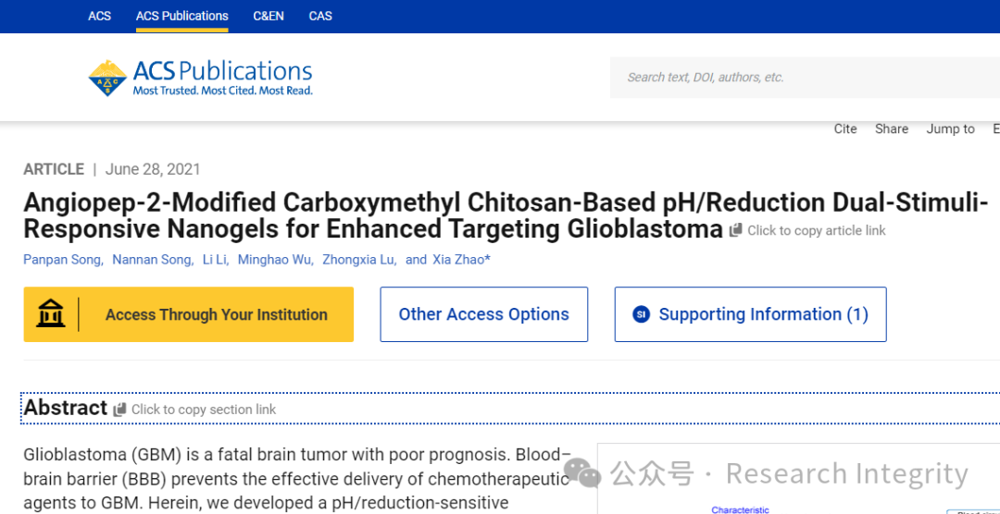 ACS ACS Publications C&EN CAS
ACS Publications
Most Trusted. Most Cited. Most Read.
Search text, DOI, authors, etc.
Cite Share Jump to E
ARTICLE | June 28, 2021
Angiopep-2-Modified Carboxymethyl Chitosan-Based pH/Reduction Dual-Stimuli-
Responsive Nanogels for Enhanced Targeting Glioblastoma Click to copy article link
Panpan Song, Nannan Song, Li Li, Minghao Wu, Zhongxia Lu, and Xia Zhao*
Access Through Your Institution
Other Access Options
SI Supporting Information (1)
Abstract Click to copy section link
Glioblastoma (GBM) is a fatal brain tumor with poor prognosis. Blood–
brain barrier (BBB) prevents the effective delivery of chemotherapeutic
agents to GBM. Herein, we developed a pH/reduction-sensitive
公众号 · Research Integrity
Characteristic